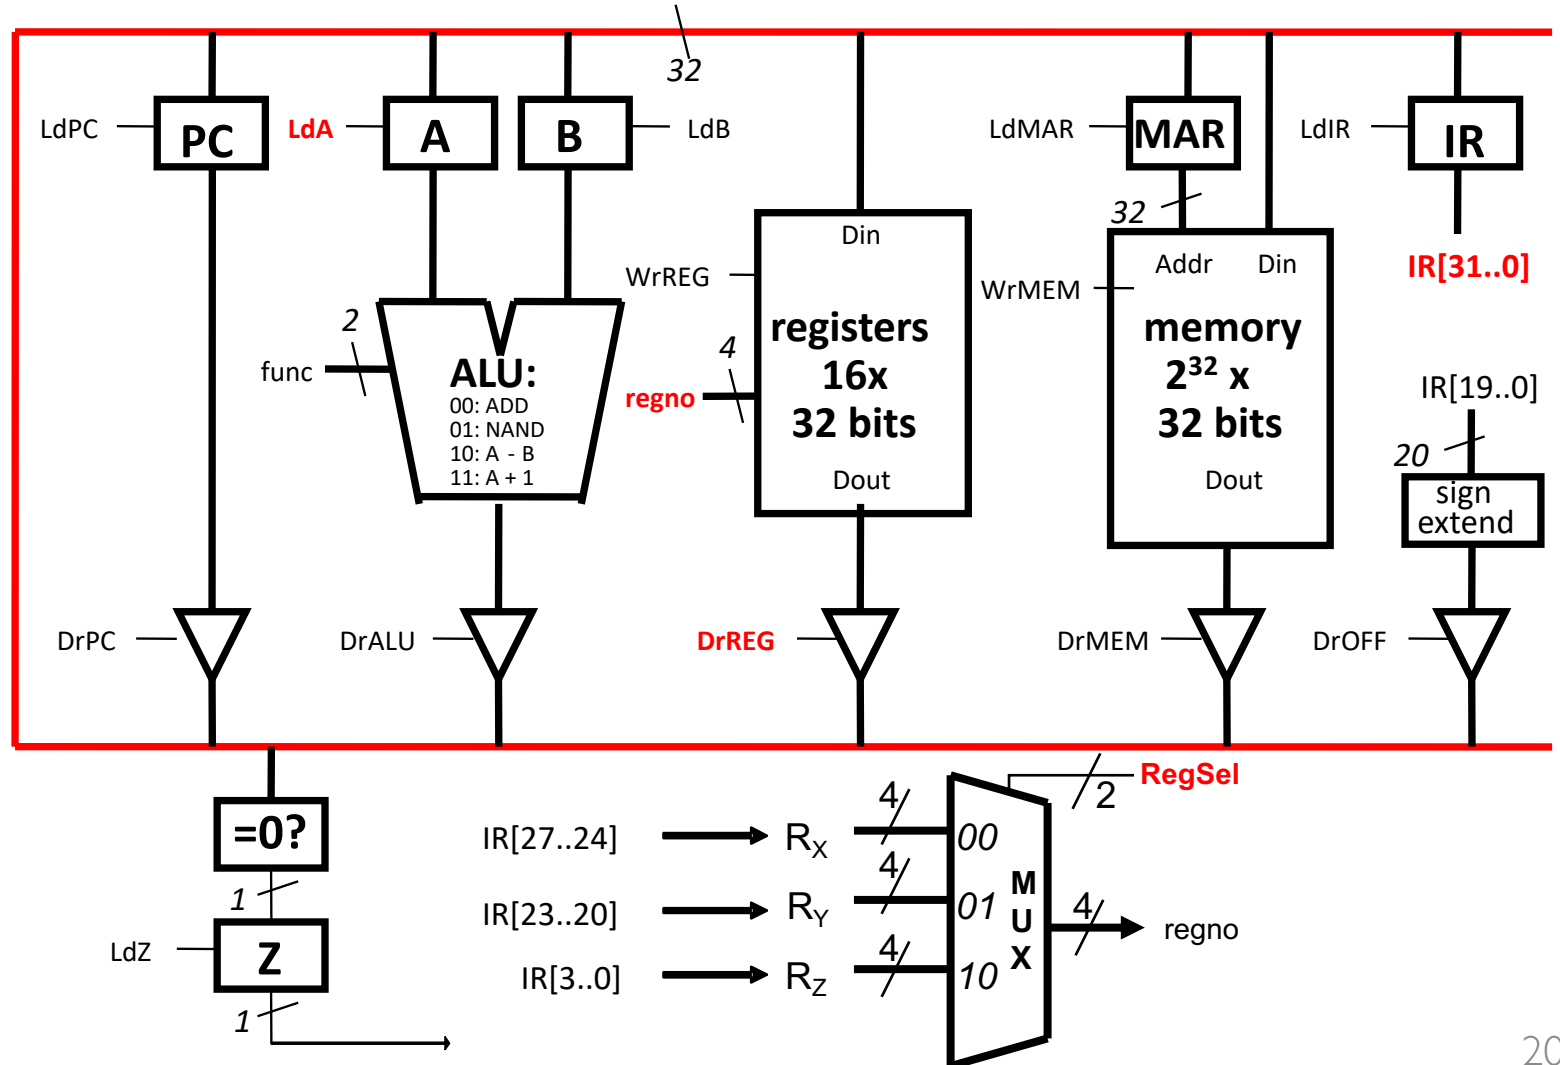 32
LdPC
PC
LdA
A
B
LdB
LdMAR
MAR
LdIR
IR
32
Din
WrREG
registers
16x
32 bits
Dout
4
regno
Addr Din
WrMEM
memory
2³² x
32 bits
Dout
IR[31..0]
2
func
ALU:
00: ADD
01: NAND
10: A - B
11: A + 1
IR[19..0]
20
sign
extend
DrPC
DrALU
DrREG
DrMEM
DrOFF
=0?
1
LdZ
Z
1
RegSel
2
IR[27..24]
RX
4
00
IR[23..20]
RY
4
01
IR[3..0]
RZ
4
10
MUX
4
regno
20